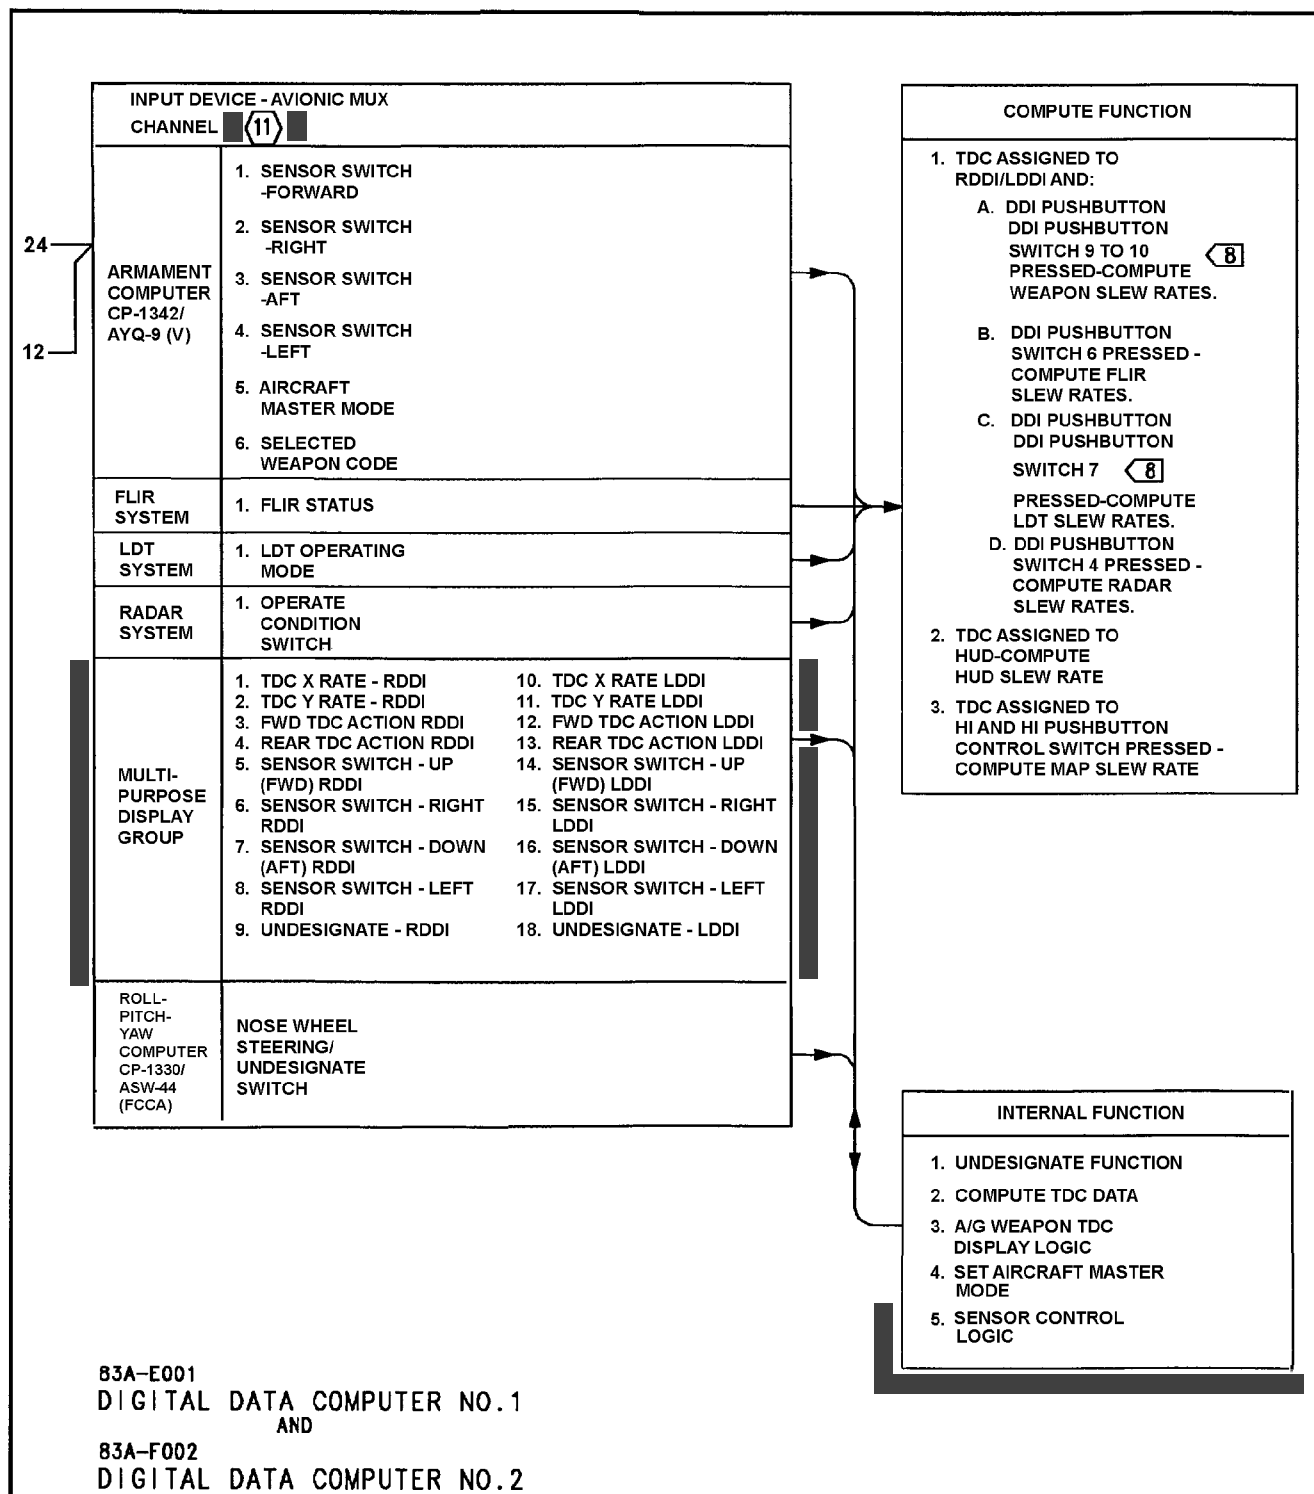 INPUT DEVICE - AVIONIC MUX
CHANNEL 11
24
12
ARMAMENT
COMPUTER
CP-1342/
AYQ-9 (V)
1. SENSOR SWITCH
-FORWARD
2. SENSOR SWITCH
-RIGHT
3. SENSOR SWITCH
-AFT
4. SENSOR SWITCH
-LEFT
5. AIRCRAFT
MASTER MODE
6. SELECTED
WEAPON CODE
FLIR
SYSTEM
1. FLIR STATUS
LDT
SYSTEM
1. LDT OPERATING
MODE
RADAR
SYSTEM
1. OPERATE
CONDITION
SWITCH
MULTI-
PURPOSE
DISPLAY
GROUP
1. TDC X RATE - RDDI
2. TDC Y RATE - RDDI
3. FWD TDC ACTION RDDI
4. REAR TDC ACTION RDDI
5. SENSOR SWITCH - UP
(FWD) RDDI
6. SENSOR SWITCH - RIGHT
RDDI
7. SENSOR SWITCH - DOWN
(AFT) RDDI
8. SENSOR SWITCH - LEFT
RDDI
9. UNDESIGNATE - RDDI
10. TDC X RATE LDDI
11. TDC Y RATE LDDI
12. FWD TDC ACTION LDDI
13. REAR TDC ACTION LDDI
14. SENSOR SWITCH - UP
(FWD) LDDI
15. SENSOR SWITCH - RIGHT
LDDI
16. SENSOR SWITCH - DOWN
(AFT) LDDI
17. SENSOR SWITCH - LEFT
LDDI
18. UNDESIGNATE - LDDI
ROLL-
PITCH-
YAW
COMPUTER
CP-1330/
ASW-44
(FCCA)
NOSE WHEEL
STEERING/
UNDESIGNATE
SWITCH
COMPUTE FUNCTION
1. TDC ASSIGNED TO
RDDI/LDDI AND:
A. DDI PUSHBUTTON
DDI PUSHBUTTON
SWITCH 9 TO 10 8
PRESSED-COMPUTE
WEAPON SLEW RATES.
B. DDI PUSHBUTTON
SWITCH 6 PRESSED -
COMPUTE FLIR
SLEW RATES.
C. DDI PUSHBUTTON
DDI PUSHBUTTON
SWITCH 7 8
PRESSED-COMPUTE
LDT SLEW RATES.
D. DDI PUSHBUTTON
SWITCH 4 PRESSED -
COMPUTE RADAR
SLEW RATES.
2. TDC ASSIGNED TO
HUD-COMPUTE
HUD SLEW RATE
3. TDC ASSIGNED TO
HI AND HI PUSHBUTTON
CONTROL SWITCH PRESSED -
COMPUTE MAP SLEW RATE
INTERNAL FUNCTION
1. UNDESIGNATE FUNCTION
2. COMPUTE TDC DATA
3. A/G WEAPON TDC
DISPLAY LOGIC
4. SET AIRCRAFT MASTER
MODE
5. SENSOR CONTROL
LOGIC
83A-E001
DIGITAL DATA COMPUTER NO.1
AND
83A-F002
DIGITAL DATA COMPUTER NO.2